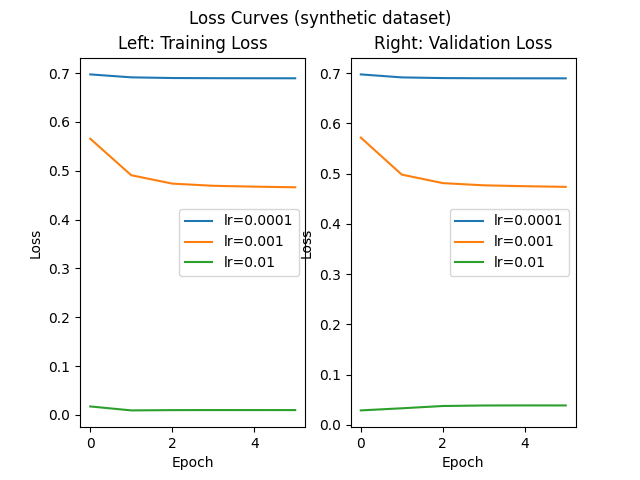 Loss Curves (synthetic dataset)
Left: Training Loss
0.7
0.6
0.5
0.4
0.3
0.2
0.1
0.0
Loss
lr=0.0001
lr=0.001
lr=0.01
0 2 4
Epoch
Right: Validation Loss
0.7
0.6
0.5
0.4
0.3
0.2
0.1
0.0
Loss
lr=0.0001
lr=0.001
lr=0.01
0 2 4
Epoch